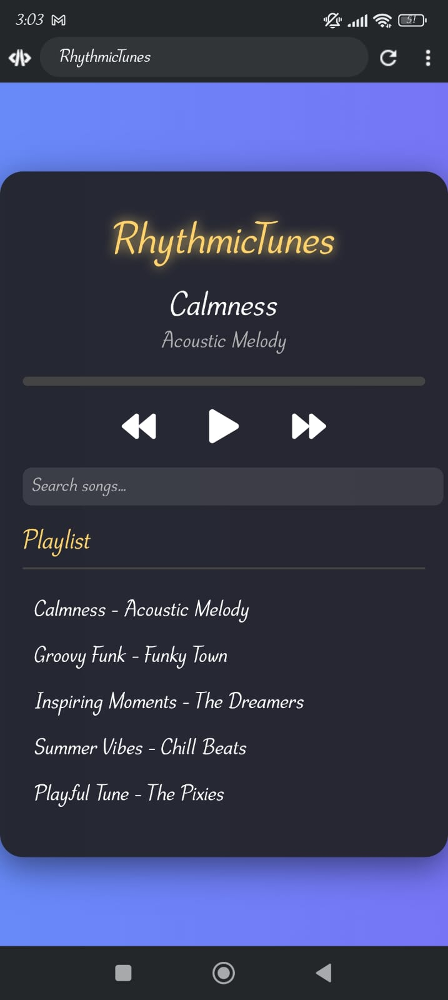 3:03
51
RhythmicTunes
RhythmicTunes
Calmness
Acoustic Melody
Search songs...
Playlist
Calmness - Acoustic Melody
Groovy Funk - Funky Town
Inspiring Moments - The Dreamers
Summer Vibes - Chill Beats
Playful Tune - The Pixies